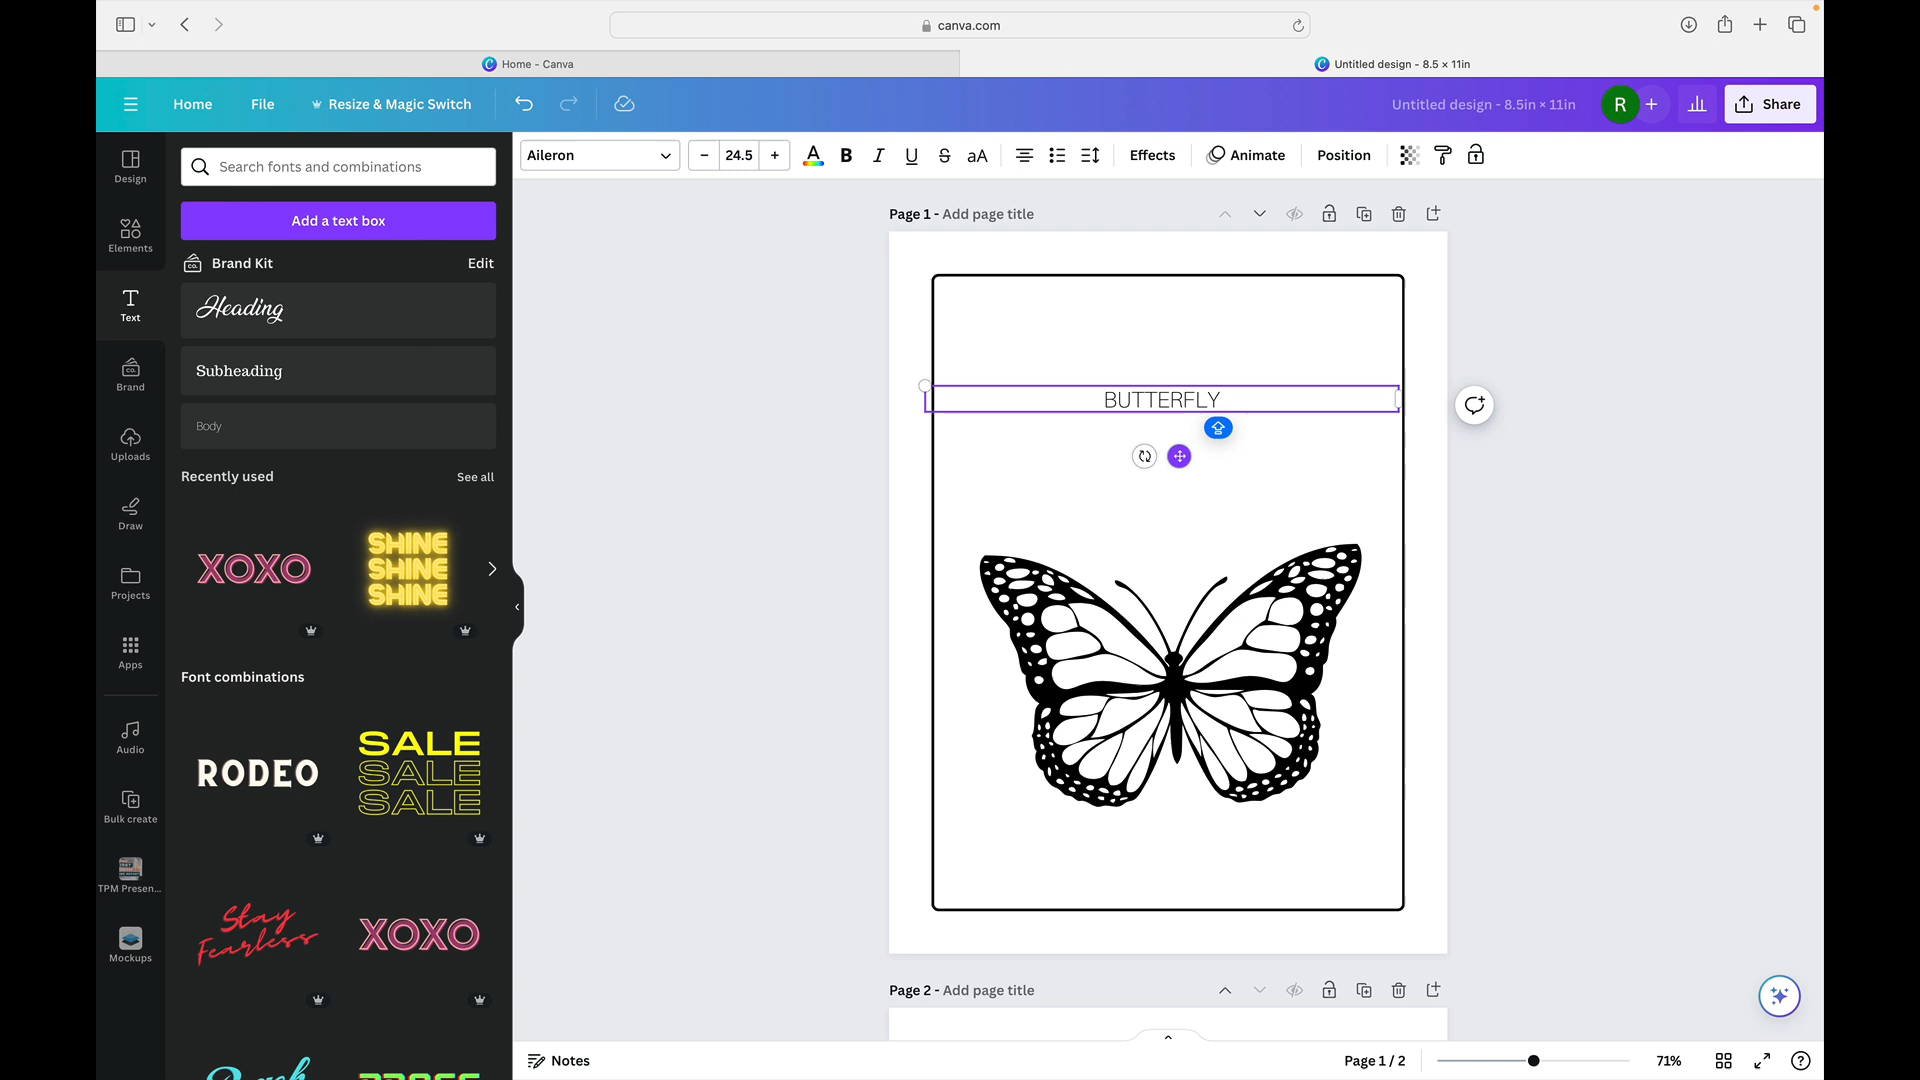 canva.com
Home - Canva
Untitled design - 8.5 × 11in
Home
File
Resize & Magic Switch
Untitled design - 8.5in × 11in
R
Share
Design
Elements
Text
Brand
Uploads
Draw
Projects
Apps
Audio
Bulk create
TPM Presen...
Mockups
Search fonts and combinations
Add a text box
Brand Kit
Edit
Heading
Subheading
Body
Recently used
See all
XOXO
SHINE
SHINE
SHINE
Font combinations
RODEO
SALE
SALE
SALE
Stay
Fearless
XOXO
Aileron
24.5
A
B
I
U
S
aA
Effects
Animate
Position
Page 1 - Add page title
BUTTERFLY
Page 2 - Add page title
Notes
Page 1 / 2
71%